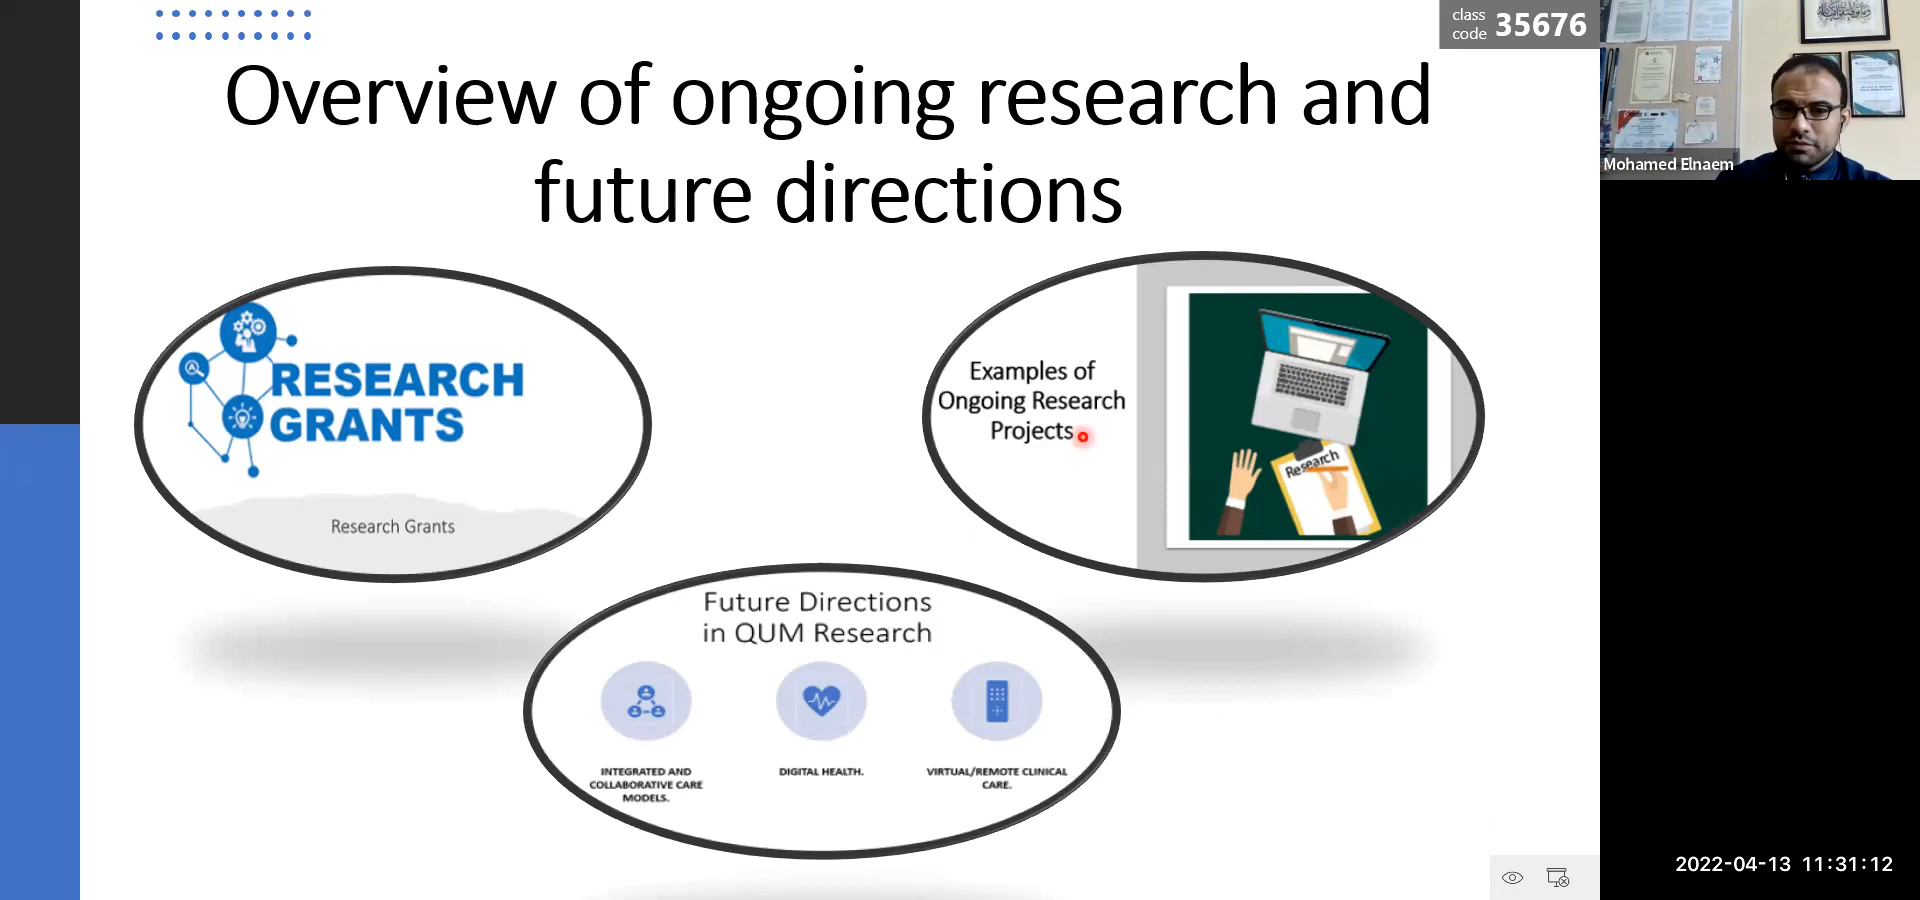 class
code 35676
Overview of ongoing research and
future directions
Mohamed Elnaem
RESEARCH
GRANTS
Research Grants
Examples of
Ongoing Research
Projects.
Research
Future Directions
in QUM Research
INTEGRATED AND
COLLABORATIVE CARE
MODELS.
DIGITAL HEALTH.
VIRTUAL/REMOTE CLINICAL
CARE.
2022-04-13 11:31:12